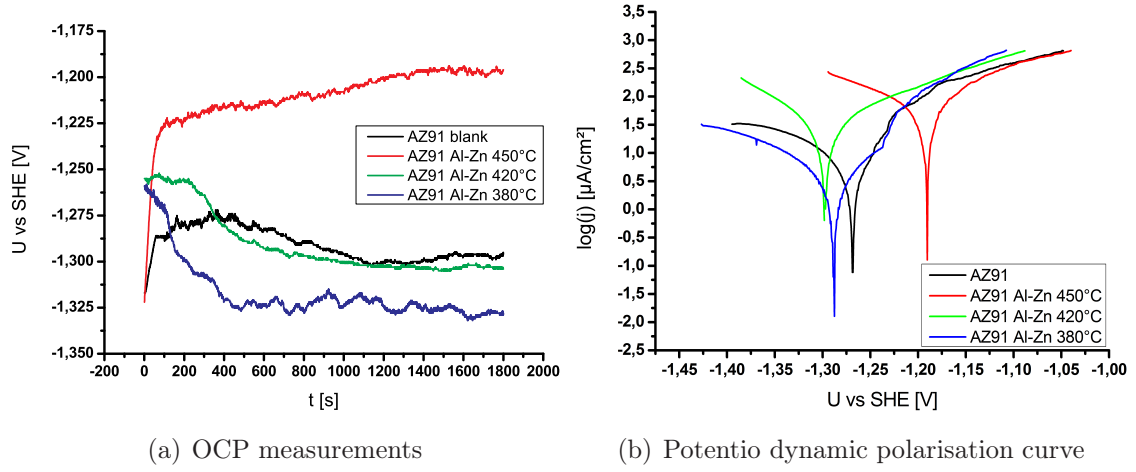 -1,175
-1,200
-1,225
-1,250
-1,275
-1,300
-1,325
-1,350
U vs SHE [V]
-200 0 200 400 600 800 1000 1200 1400 1600 1800 2000
t [s]
AZ91 blank
AZ91 Al-Zn 450°C
AZ91 Al-Zn 420°C
AZ91 Al-Zn 380°C
(a) OCP measurements
3,5
3,0
2,5
2,0
1,5
1,0
0,5
0,0
-0,5
-1,0
-1,5
-2,0
-2,5
log(j) [µA/cm²]
-1,45 -1,40 -1,35 -1,30 -1,25 -1,20 -1,15 -1,10 -1,05 -1,00
U vs SHE [V]
AZ91
AZ91 Al-Zn 450°C
AZ91 Al-Zn 420°C
AZ91 Al-Zn 380°C
(b) Potentio dynamic polarisation curve